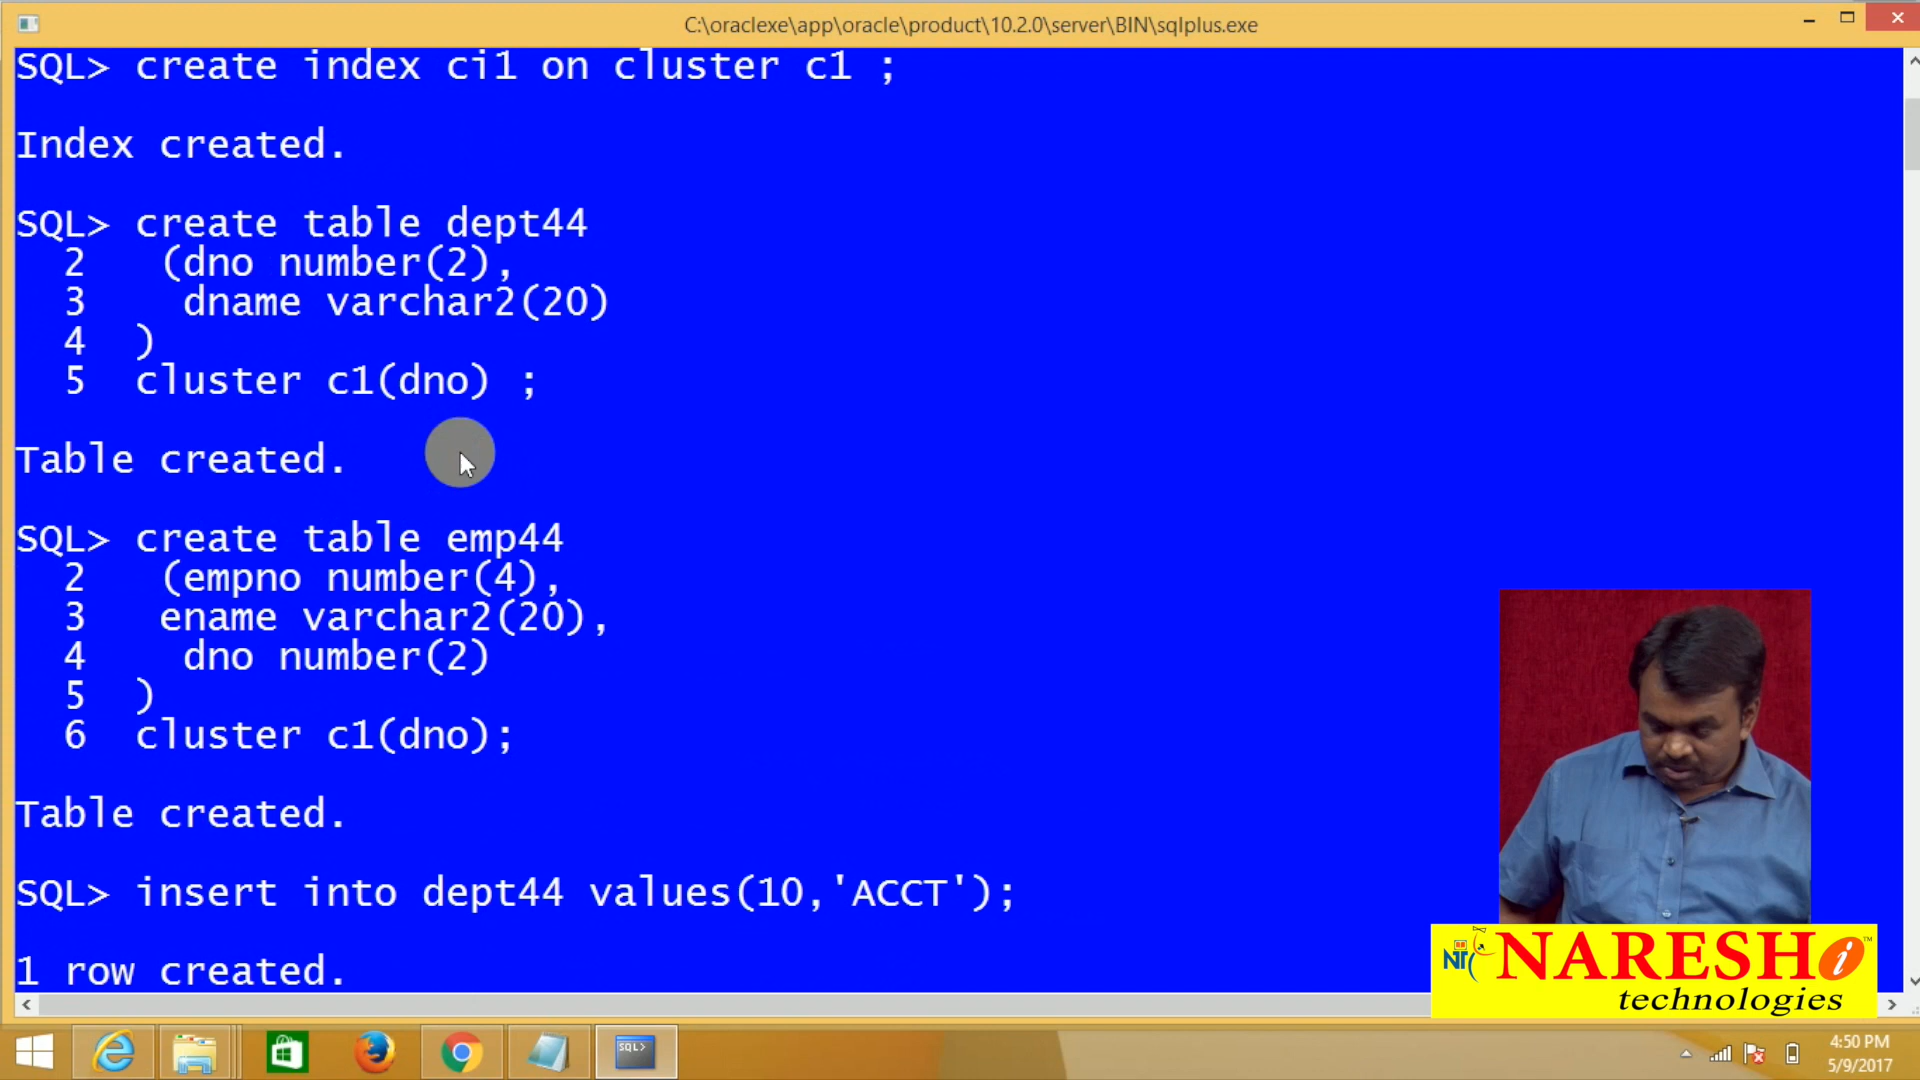 C:\oraclexe\app\oracle\product\10.2.0\server\BIN\sqlplus.exe
SQL> create index ci1 on cluster c1 ;
Index created.
SQL> create table dept44
2 (dno number(2),
3 dname varchar2(20)
4 )
5 cluster c1(dno) ;
Table created.
SQL> create table emp44
2 (empno number(4),
3 ename varchar2(20),
4 dno number(2)
5 )
6 cluster c1(dno);
Table created.
SQL> insert into dept44 values(10,'ACCT');
1 row created.
NARESH i ™
technologies
SQL>
4:50 PM
5/9/2017